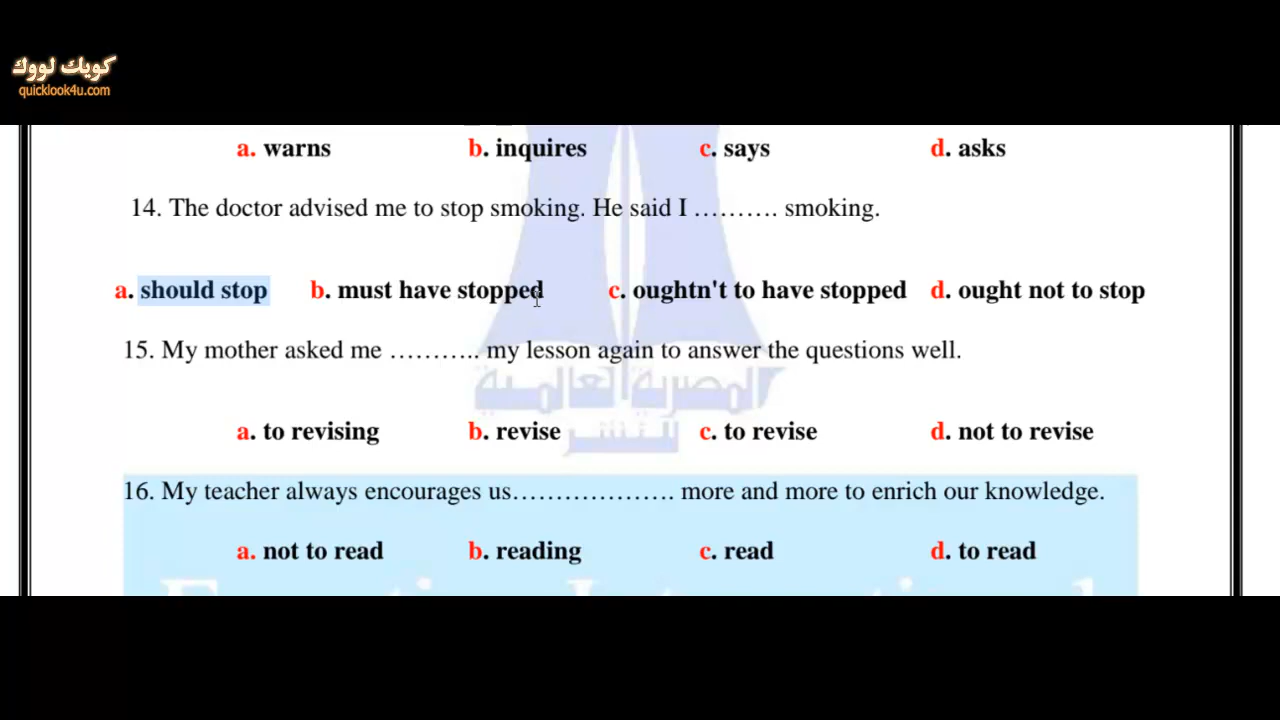 كويك لووك
quicklook4u.com
a. warns b. inquires c. says d. asks
14. The doctor advised me to stop smoking. He said I ………. smoking.
a. should stop b. must have stopped c. oughtn't to have stopped d. ought not to stop
15. My mother asked me ……….. my lesson again to answer the questions well.
المصرية العالمية
للنشر
a. to revising b. revise c. to revise d. not to revise
16. My teacher always encourages us………………. more and more to enrich our knowledge.
a. not to read b. reading c. read d. to read